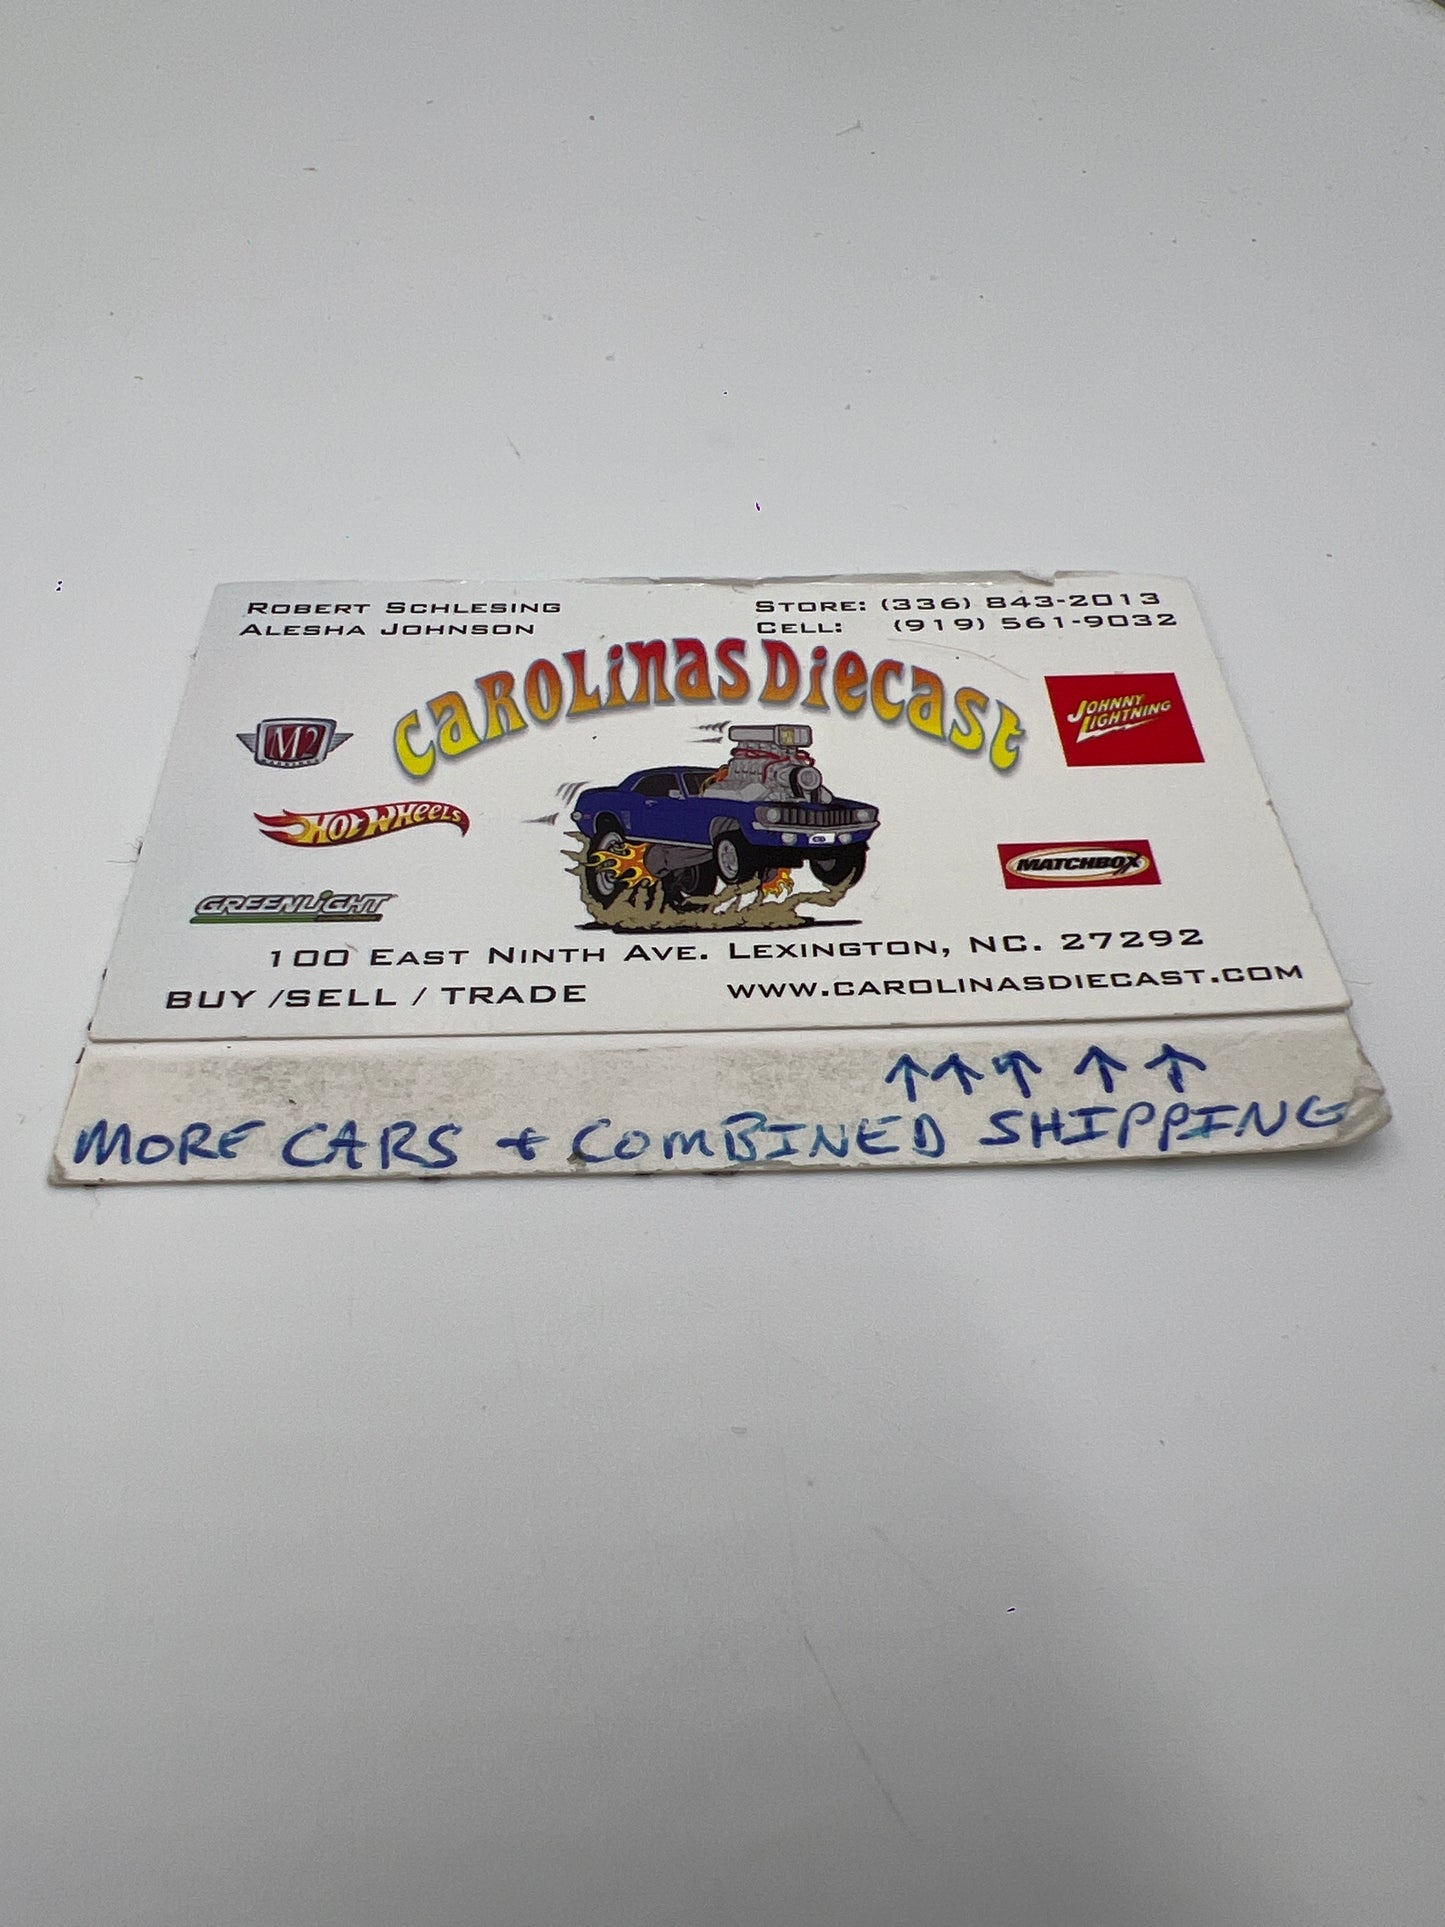 ROBERT SCHLESING
ALESHA JOHNSON
STORE: (336) 843-2013
CELL: (919) 561-9032
CAROLINAS DIECAST
M2
JOHNNY
LIGHTNING
HOT WHEELS
MATCHBOX
GREENLIGHT
100 EAST NINTH AVE. LEXINGTON, NC. 27292
BUY /SELL / TRADE
WWW.CAROLINASDIECAST.COM
↑↑↑ ↑ ↑
MORE CARS + COMBINED SHIPPING